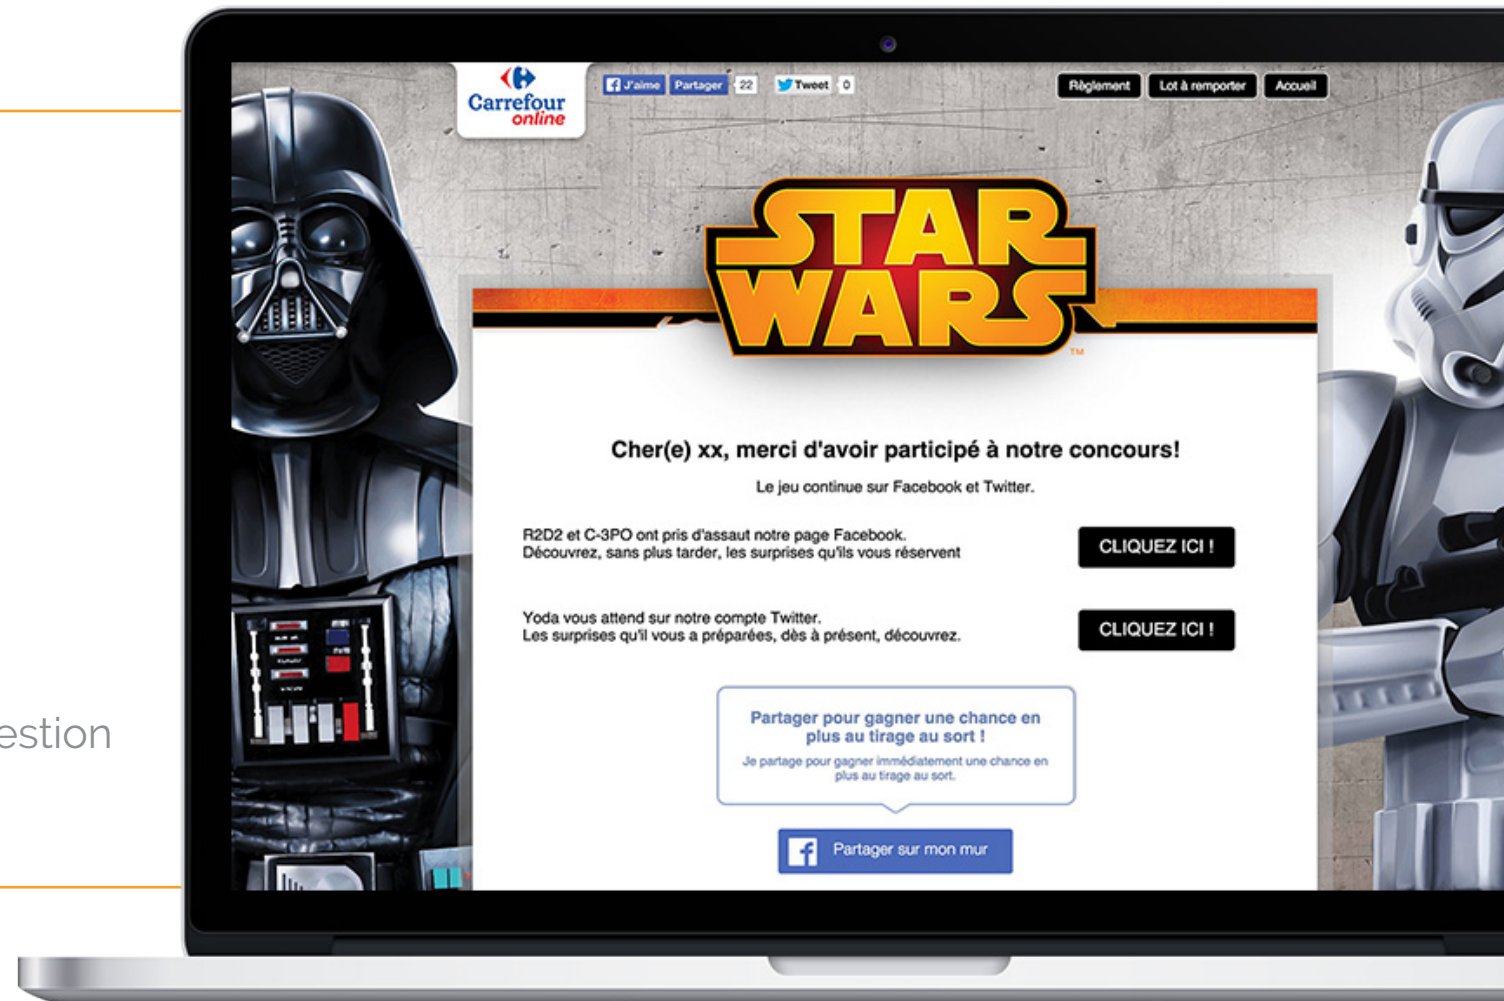 Carrefour
online
J'aime Partager 22 Tweet 0
Règlement Lot à remporter Accueil
STAR
WARS
TM
Cher(e) xx, merci d'avoir participé à notre concours!
Le jeu continue sur Facebook et Twitter.
R2D2 et C-3PO ont pris d'assaut notre page Facebook.
Découvrez, sans plus tarder, les surprises qu'ils vous réservent
CLIQUEZ ICI !
Yoda vous attend sur notre compte Twitter.
Les surprises qu'il vous a préparées, dès à présent, découvrez.
CLIQUEZ ICI !
estion
Partager pour gagner une chance en
plus au tirage au sort !
Je partage pour gagner immédiatement une chance en
plus au tirage au sort.
Partager sur mon mur